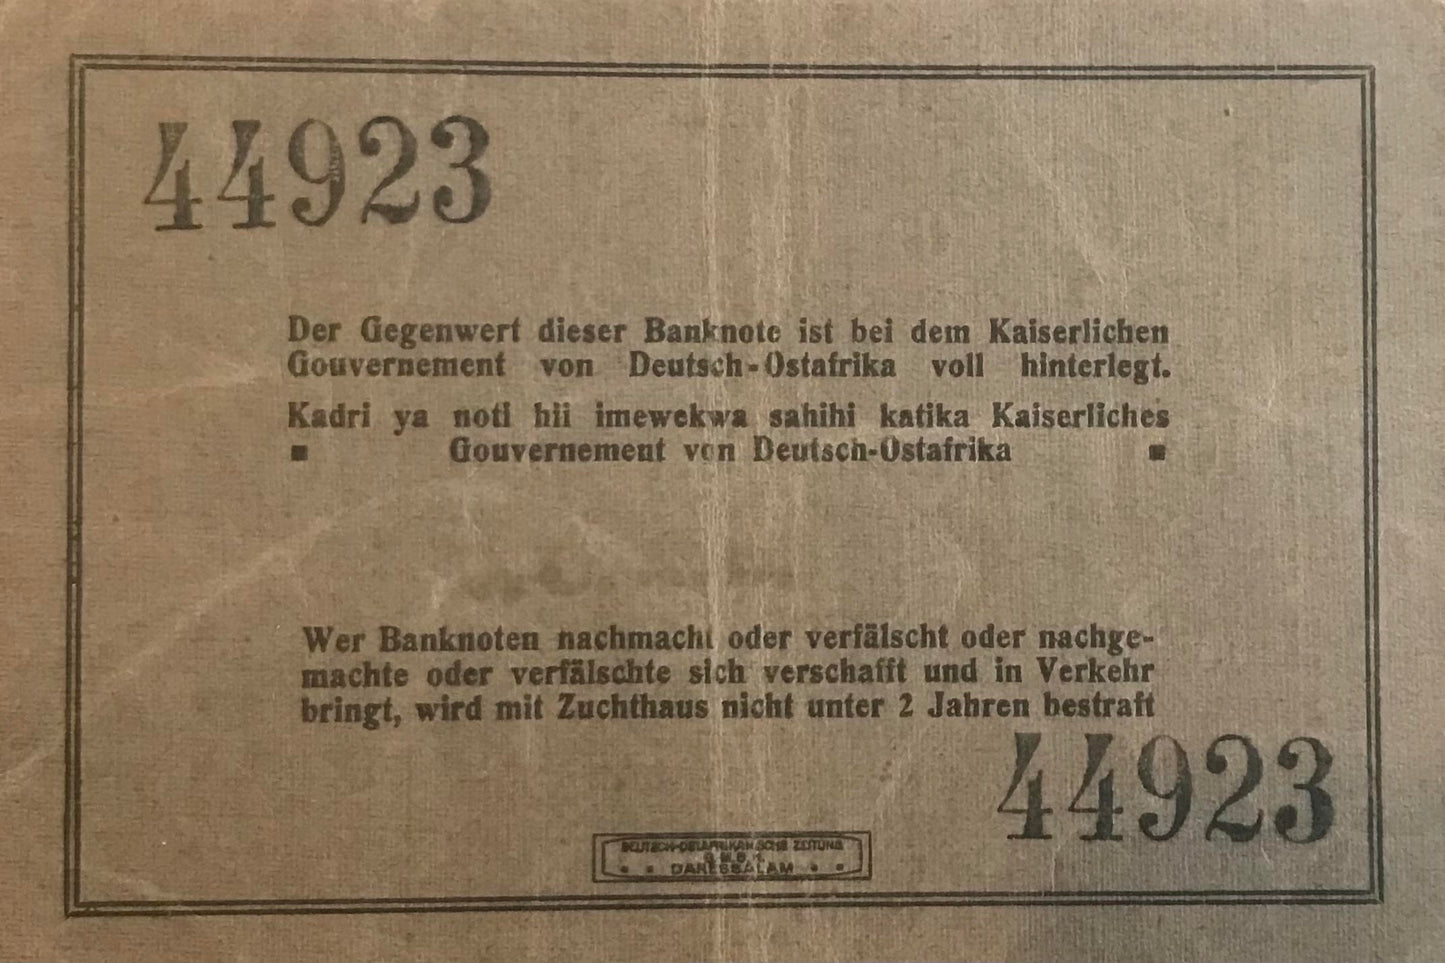 44923
Der Gegenwert dieser Banknote ist bei dem Kaiserlichen
Gouvernement von Deutsch-Ostafrika voll hinterlegt.
Kadri ya noti hii imewekwa sahihi katika Kaiserliches
Gouvernement von Deutsch-Ostafrika
Wer Banknoten nachmacht oder verfälscht oder nachge-
machte oder verfälschte sich verschafft und in Verkehr
bringt, wird mit Zuchthaus nicht unter 2 Jahren bestraft
44923
DEUTSCH-OSTAFRIKANISCHE ZEITUNG
DARESSALAM